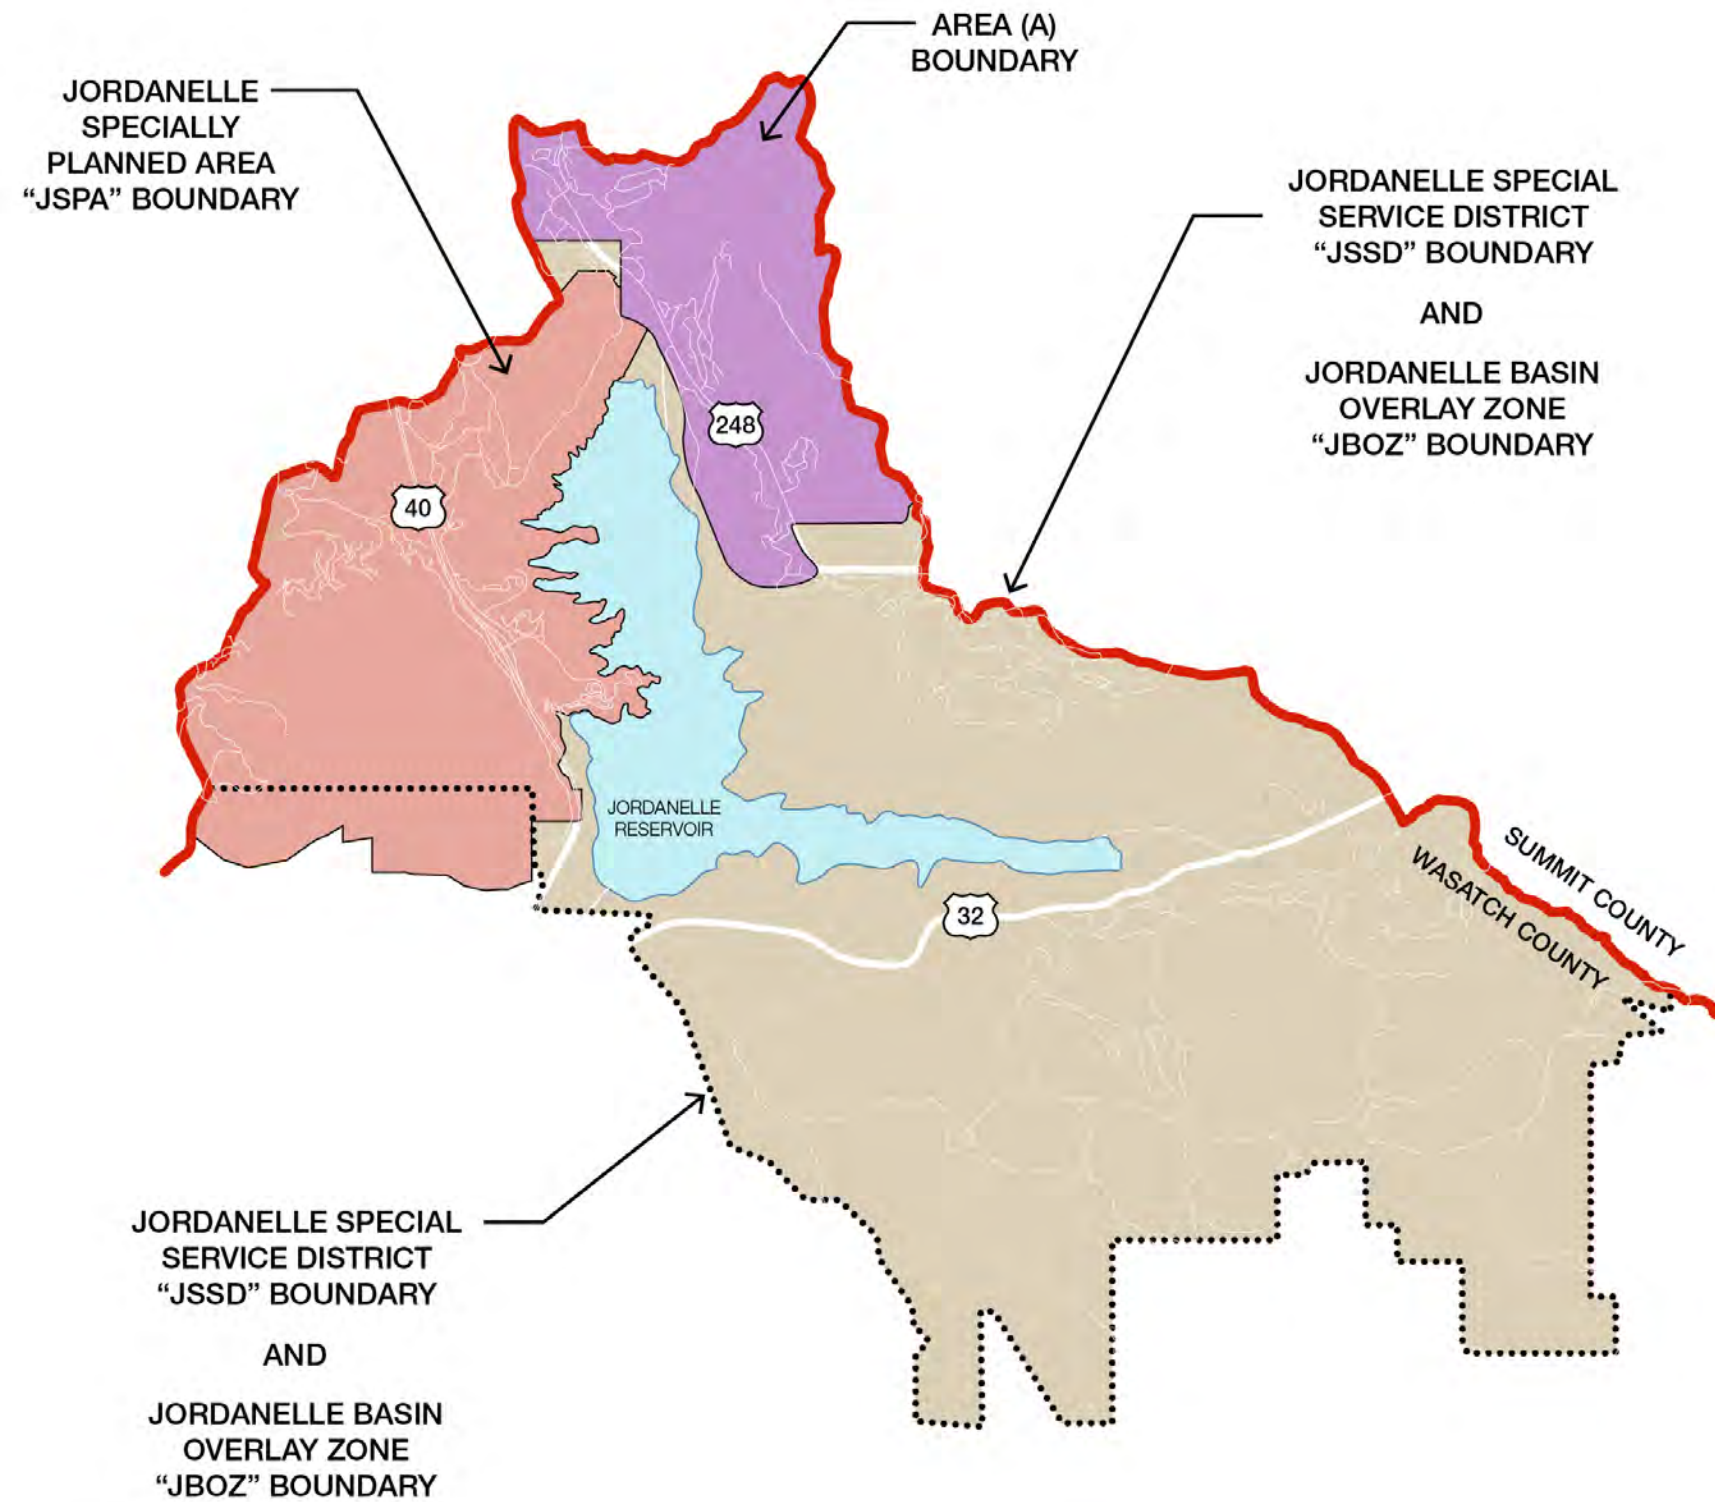 AREA (A)
BOUNDARY
JORDANELLE
SPECIALLY
PLANNED AREA
“JSPA” BOUNDARY
JORDANELLE SPECIAL
SERVICE DISTRICT
“JSSD” BOUNDARY
AND
JORDANELLE BASIN
OVERLAY ZONE
“JBOZ” BOUNDARY
248
40
JORDANELLE
RESERVOIR
32
SUMMIT COUNTY
WASATCH COUNTY
JORDANELLE SPECIAL
SERVICE DISTRICT
“JSSD” BOUNDARY
AND
JORDANELLE BASIN
OVERLAY ZONE
“JBOZ” BOUNDARY